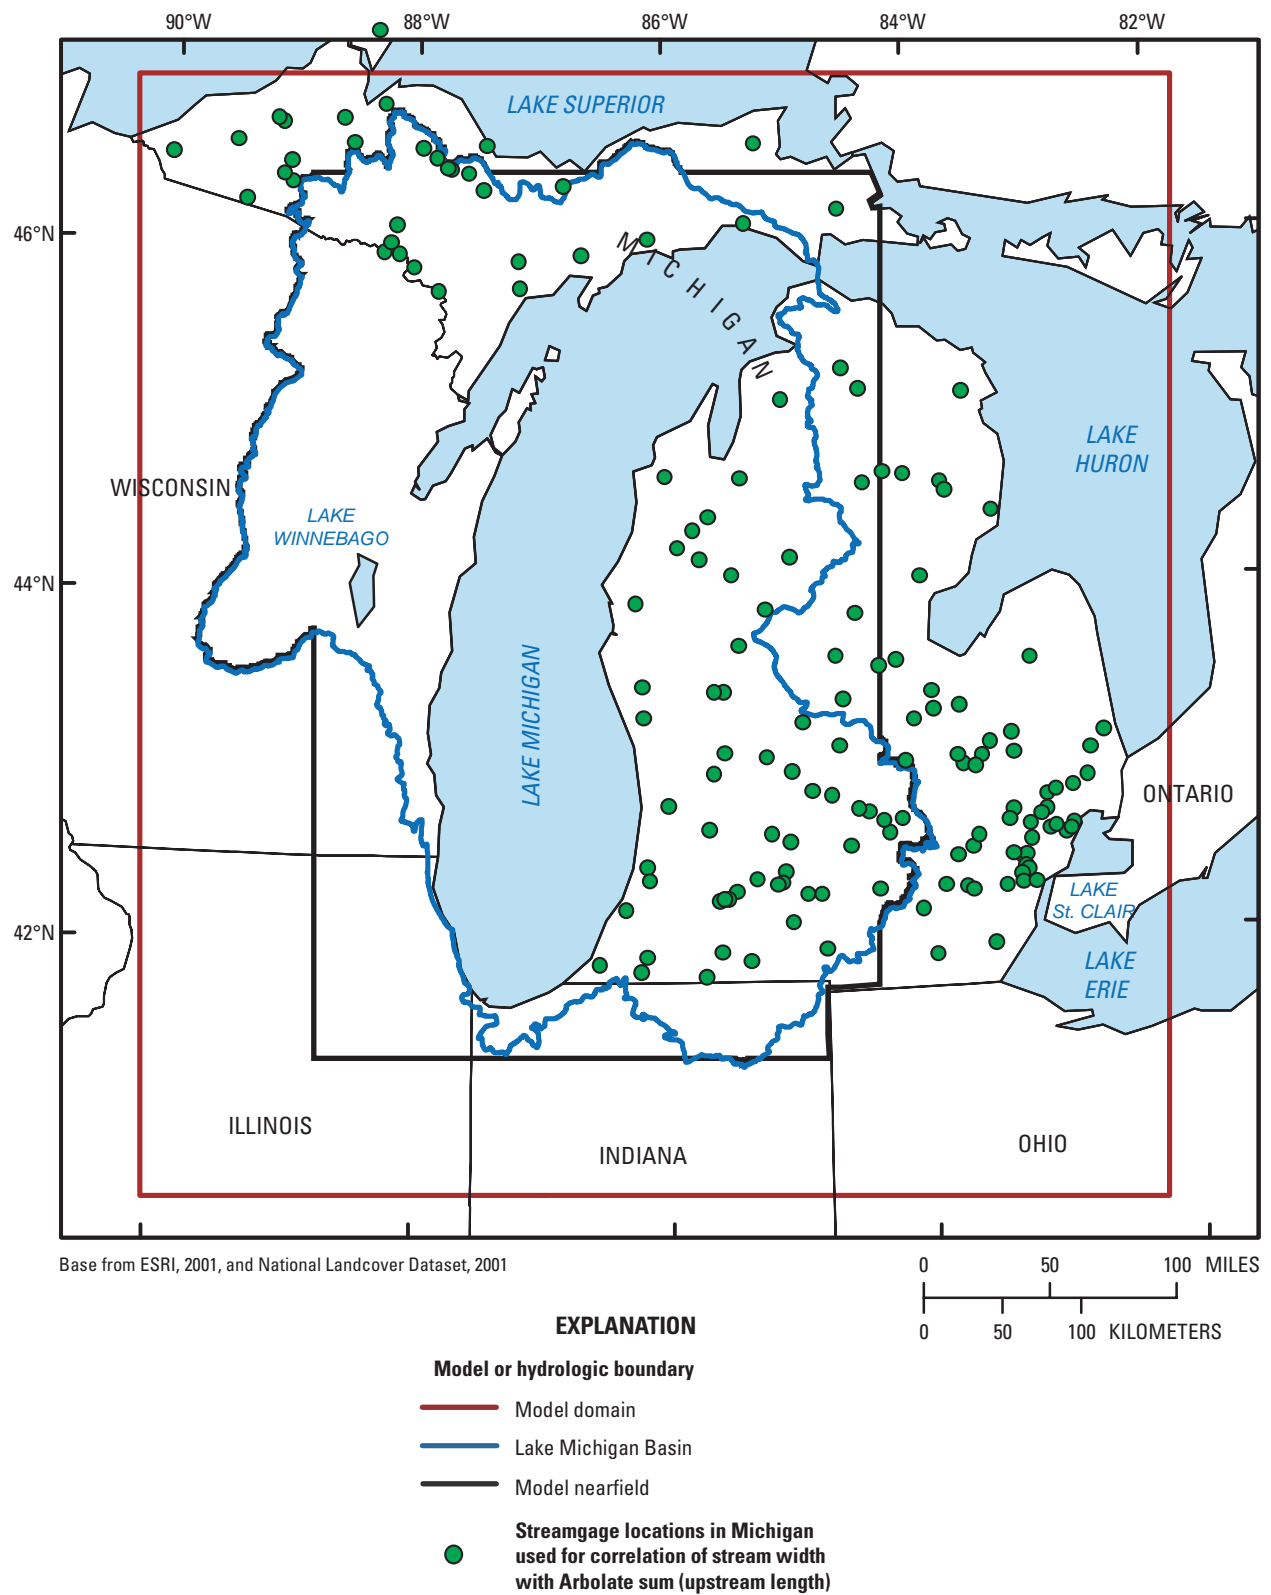 90°W 88°W 86°W 84°W 82°W
LAKE SUPERIOR
46°N
MICHIGAN
LAKE
HURON
WISCONSIN
LAKE
WINNEBAGO
44°N
LAKE MICHIGAN
ONTARIO
LAKE
St. CLAIR
42°N
LAKE
ERIE
ILLINOIS
INDIANA
OHIO
Base from ESRI, 2001, and National Landcover Dataset, 2001
0 50 100 MILES
0 50 100 KILOMETERS
EXPLANATION
Model or hydrologic boundary
Model domain
Lake Michigan Basin
Model nearfield
Streamgage locations in Michigan
used for correlation of stream width
with Arbolate sum (upstream length)